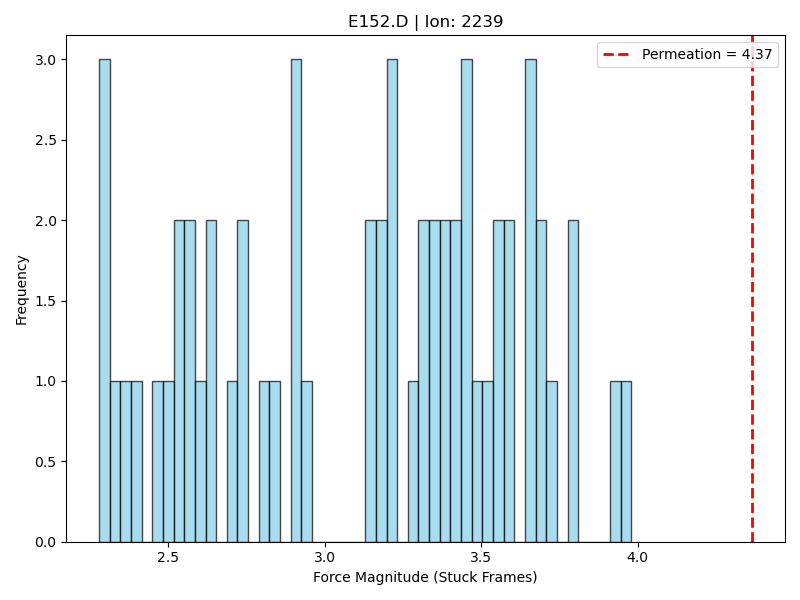 E152.D | Ion: 2239
Permeation = 4.37
3.0
2.5
2.0
1.5
1.0
0.5
0.0
Frequency
2.5
3.0
3.5
4.0
Force Magnitude (Stuck Frames)